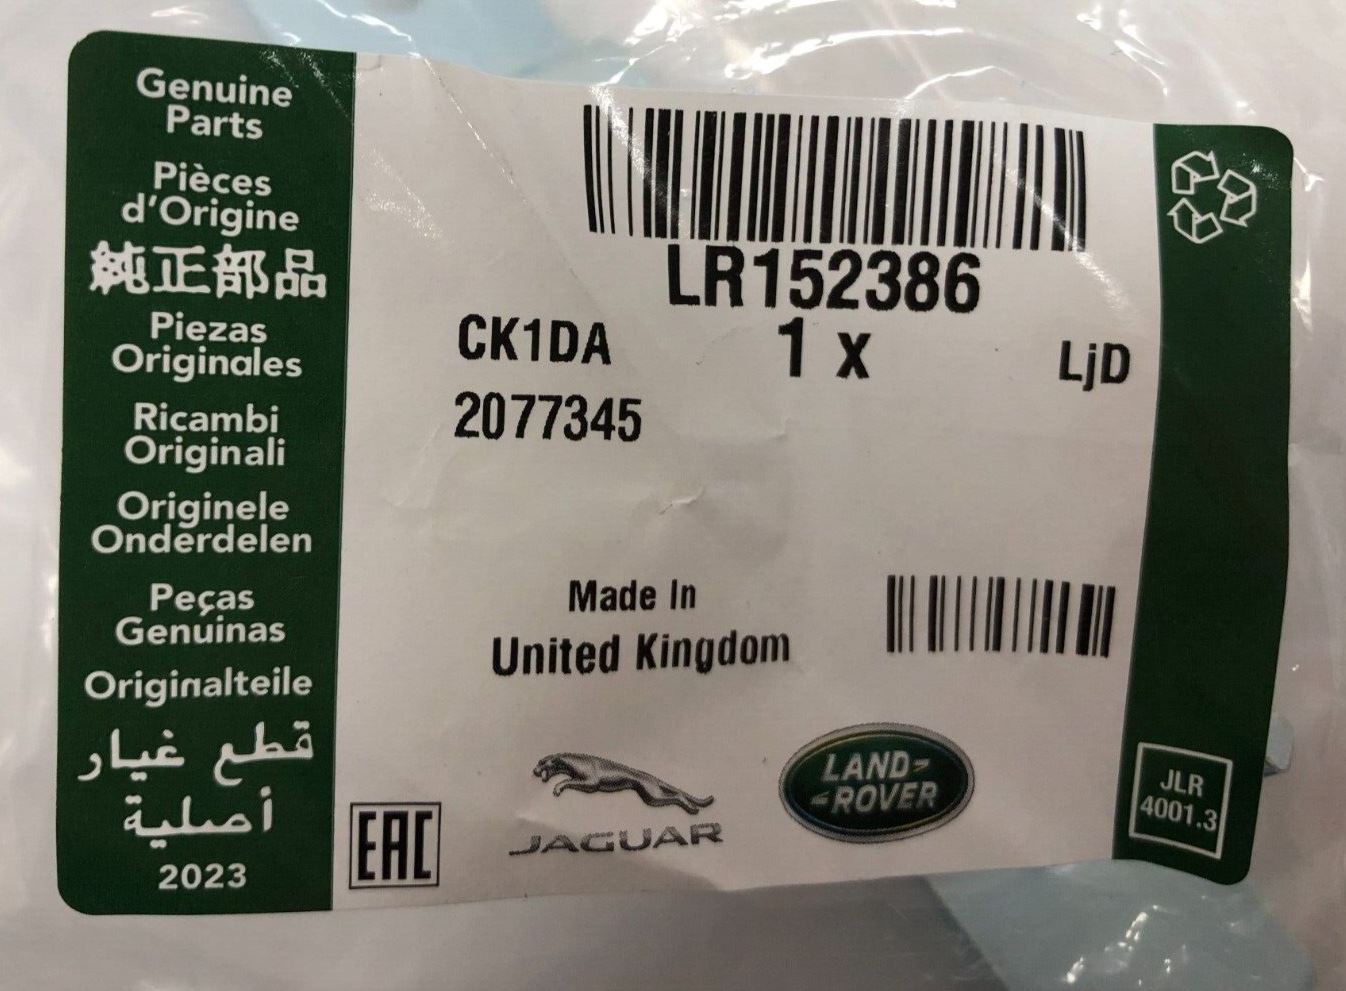 Genuine
Parts
Pièces
d'Origine
純正部品
Piezas
Originales
Ricambi
Originali
Originele
Onderdelen
Peças
Genuinas
Originalteile
قطع غيار
أصلية
2023
LR152386
CK1DA 1 x LjD
2077345
Made In
United Kingdom
EAC
JAGUAR
LAND-
-ROVER
JLR
4001.3